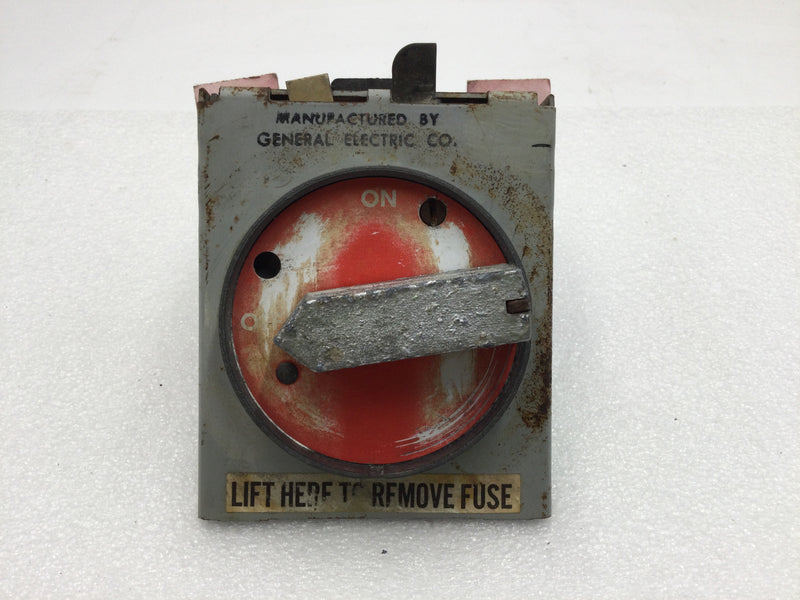 MANUFACTURED BY
GENERAL ELECTRIC CO.
ON
O
LIFT HERE TO REMOVE FUSE